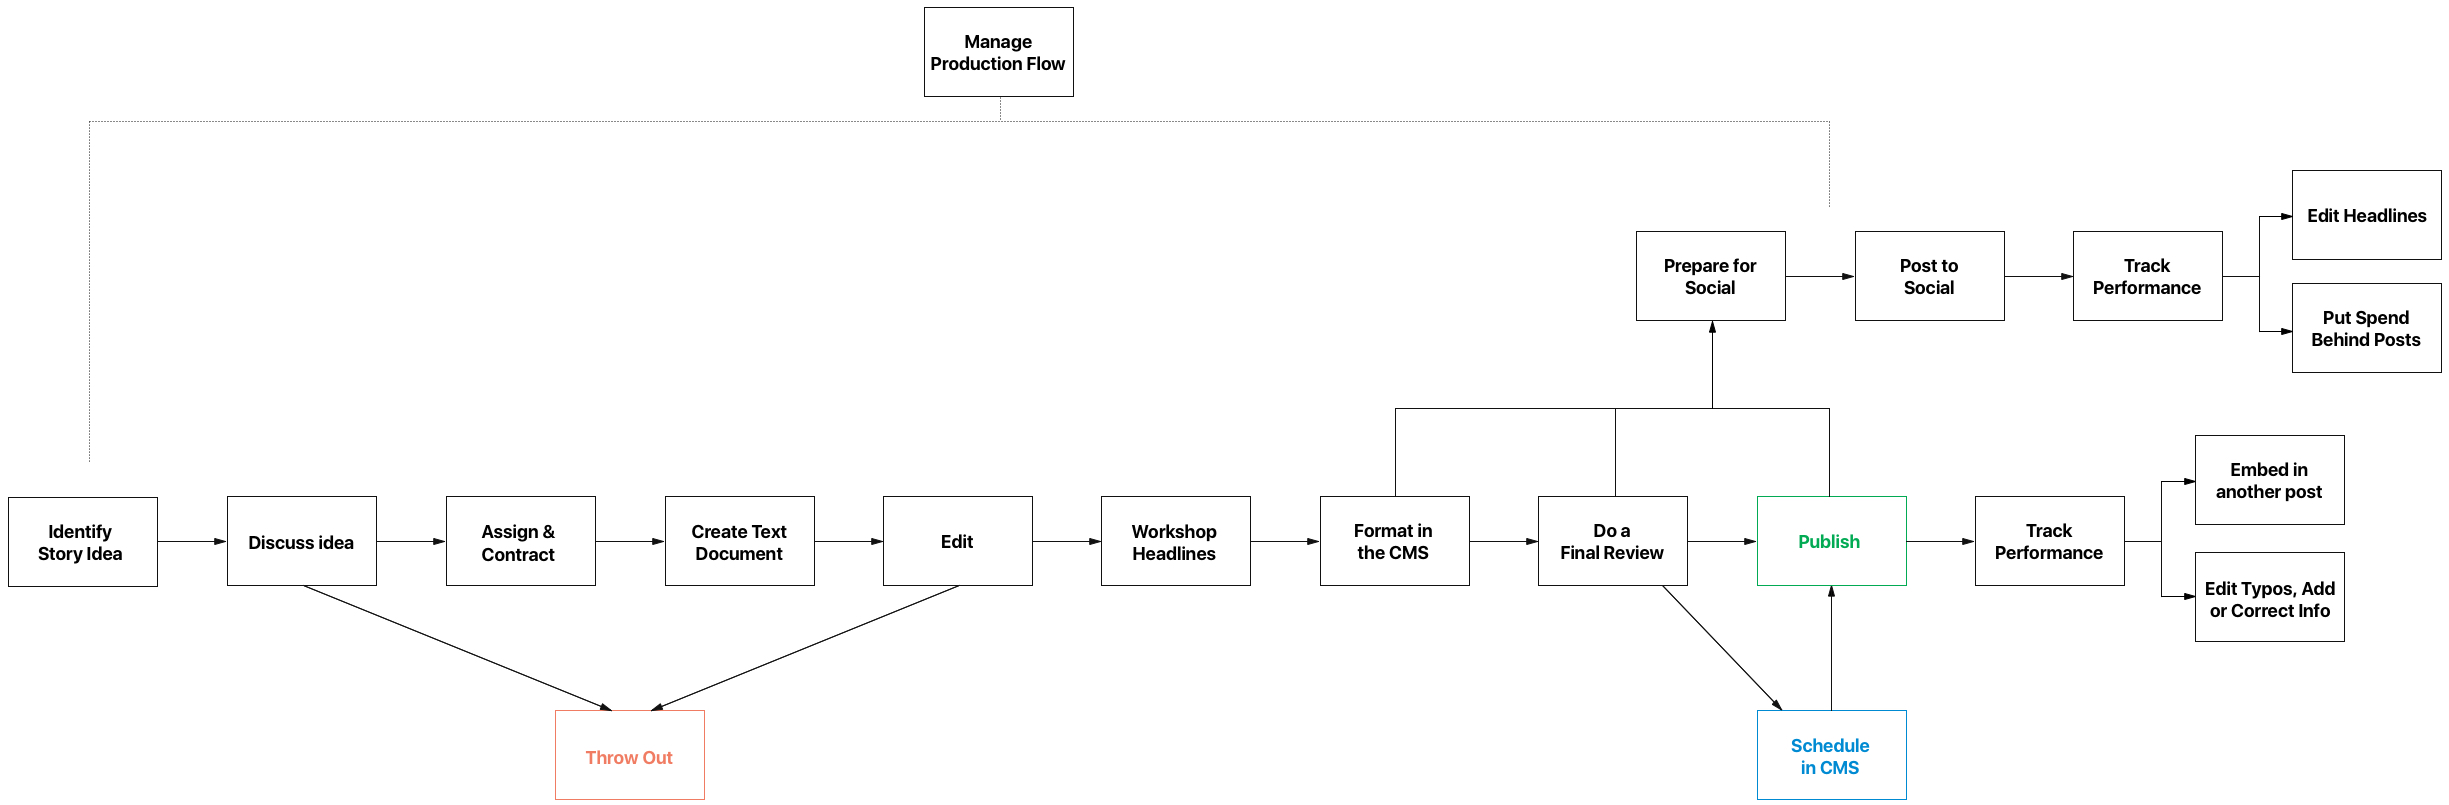 Manage
Production Flow
Edit Headlines
Prepare for
Social
Post to
Social
Track
Performance
Put Spend
Behind Posts
Embed in
another post
Identify
Story Idea
Discuss idea
Assign &
Contract
Create Text
Document
Edit
Workshop
Headlines
Format in
the CMS
Do a
Final Review
Publish
Track
Performance
Edit Typos, Add
or Correct Info
Throw Out
Schedule
in CMS